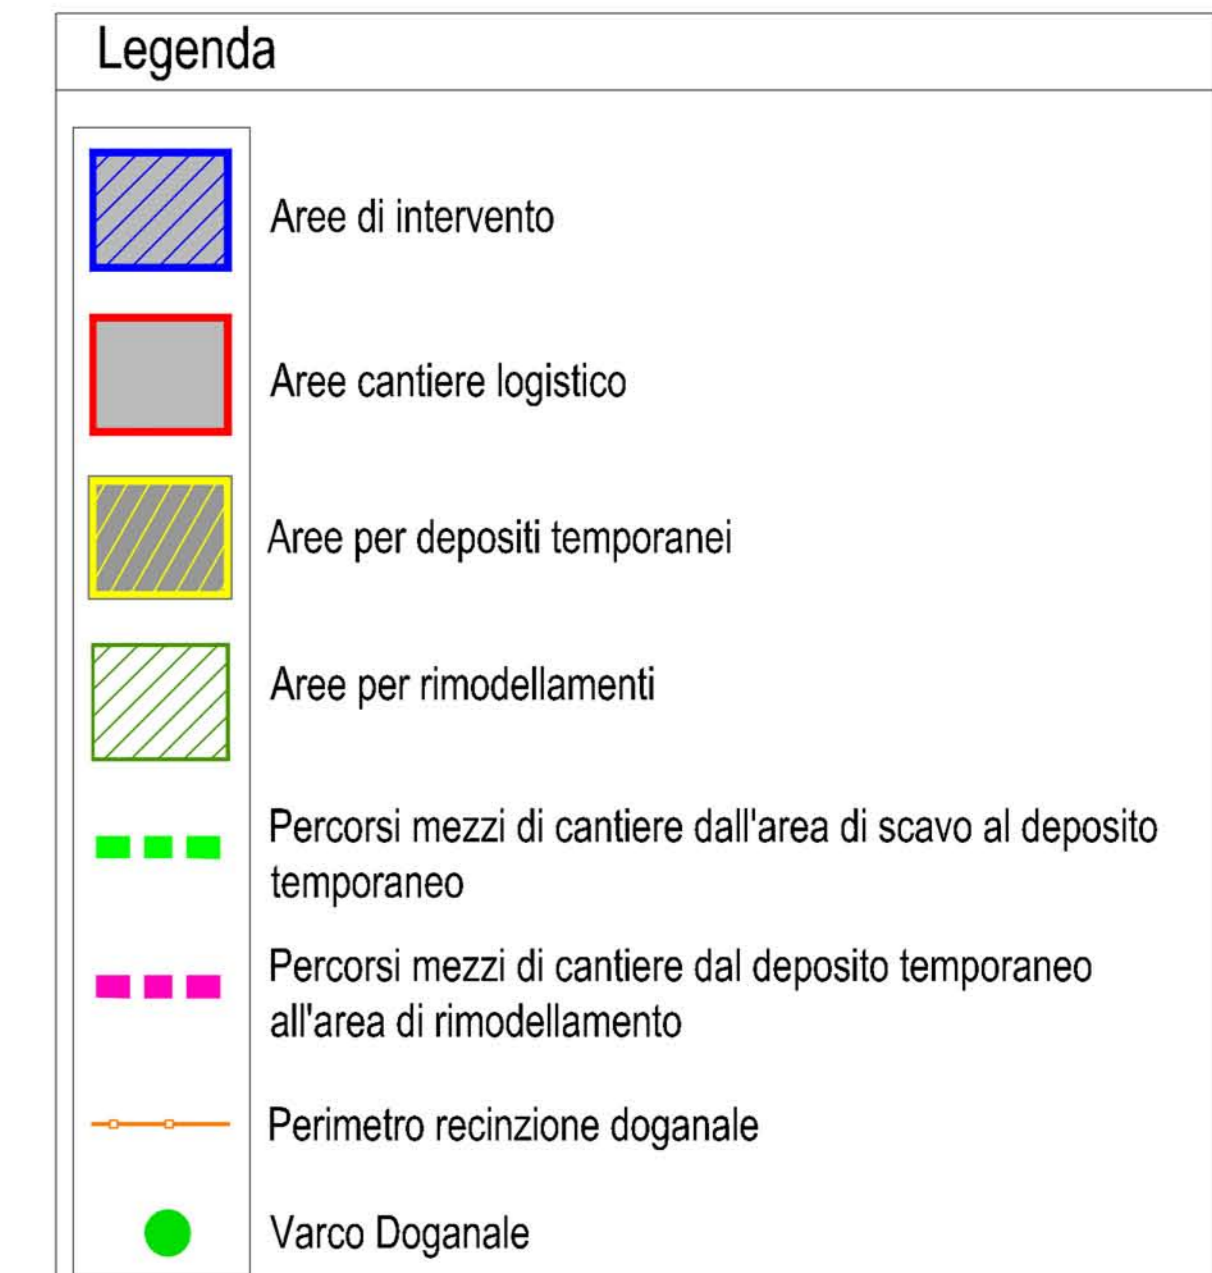 Legenda
Aree di intervento
Aree cantiere logistico
Aree per depositi temporanei
Aree per rimodellamenti
Percorsi mezzi di cantiere dall'area di scavo al deposito
temporaneo
Percorsi mezzi di cantiere dal deposito temporaneo
all'area di rimodellamento
Perimetro recinzione doganale
Varco Doganale